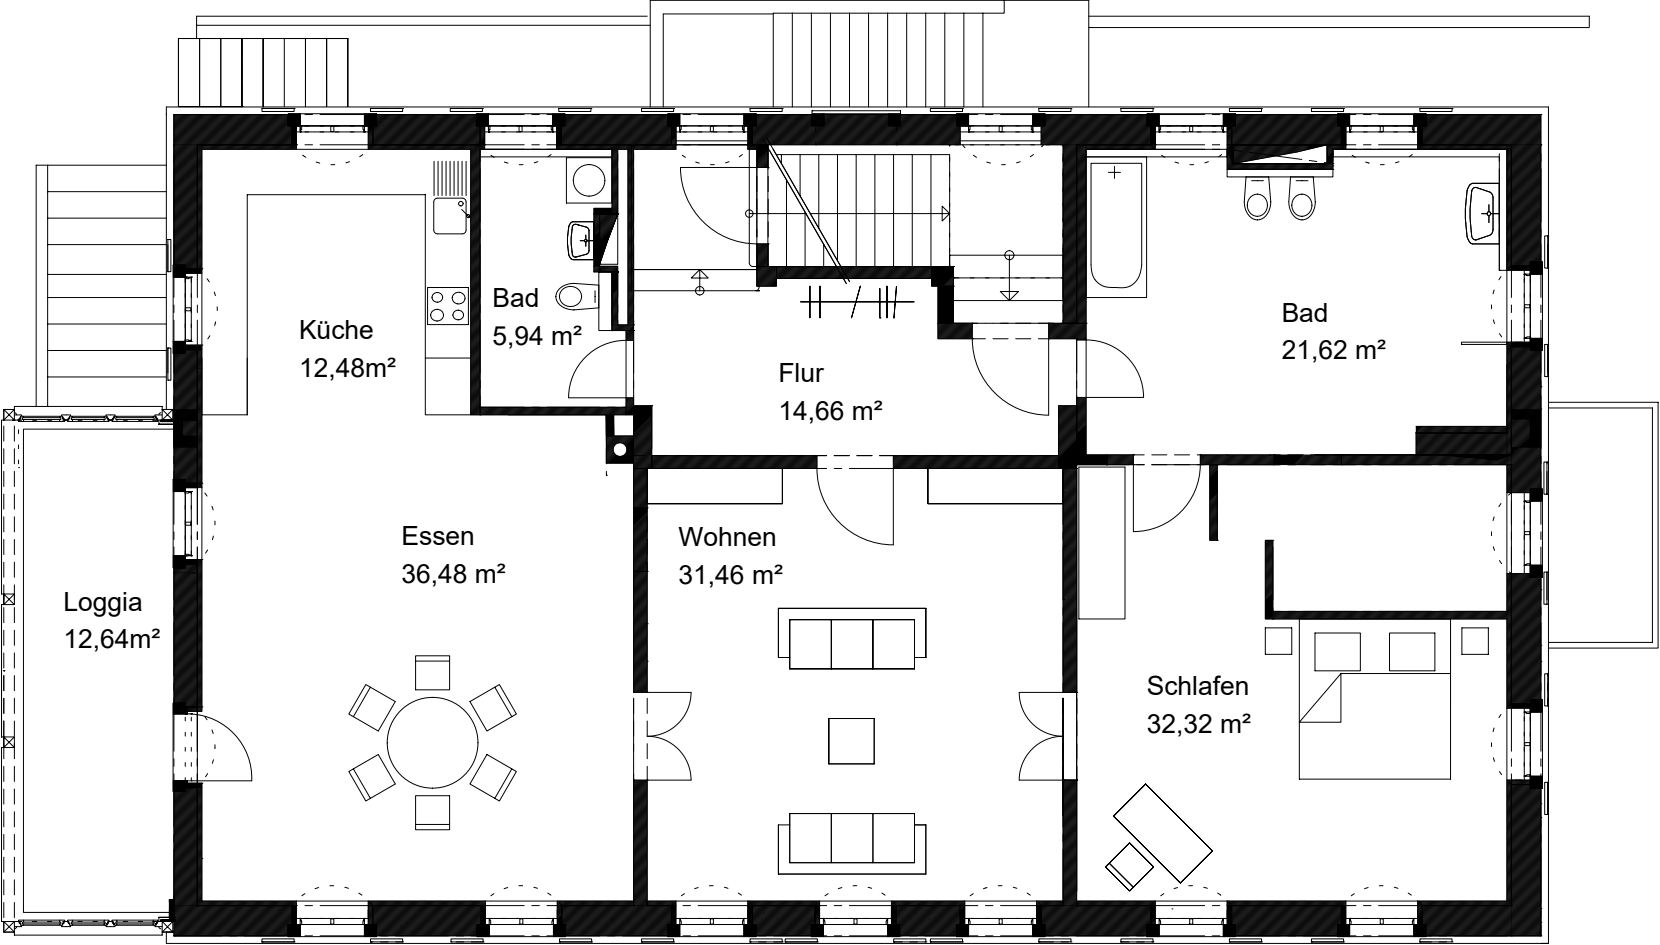 Küche
12,48m²
Bad
5,94 m²
Flur
14,66 m²
Bad
21,62 m²
Essen
36,48 m²
Wohnen
31,46 m²
Loggia
12,64m²
Schlafen
32,32 m²